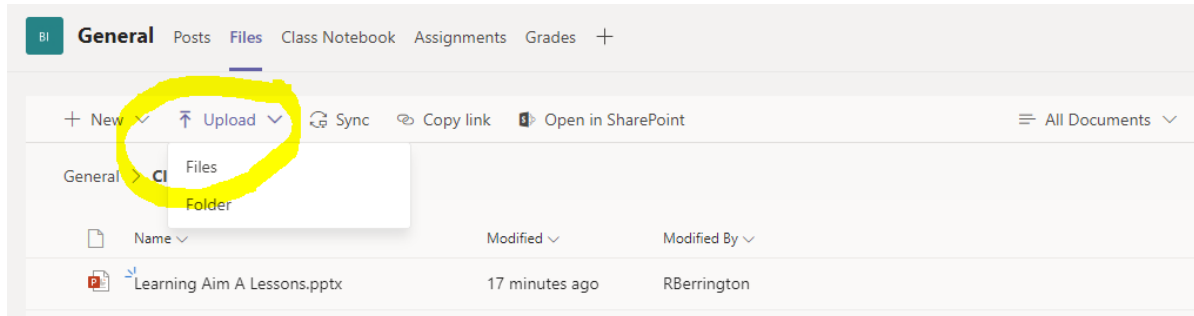 BI General Posts Files Class Notebook Assignments Grades
New Upload Sync Copy link Open in SharePoint All Documents
Files
General > Cl
Folder
Name Modified Modified By
Learning Aim A Lessons.pptx 17 minutes ago RBerrington